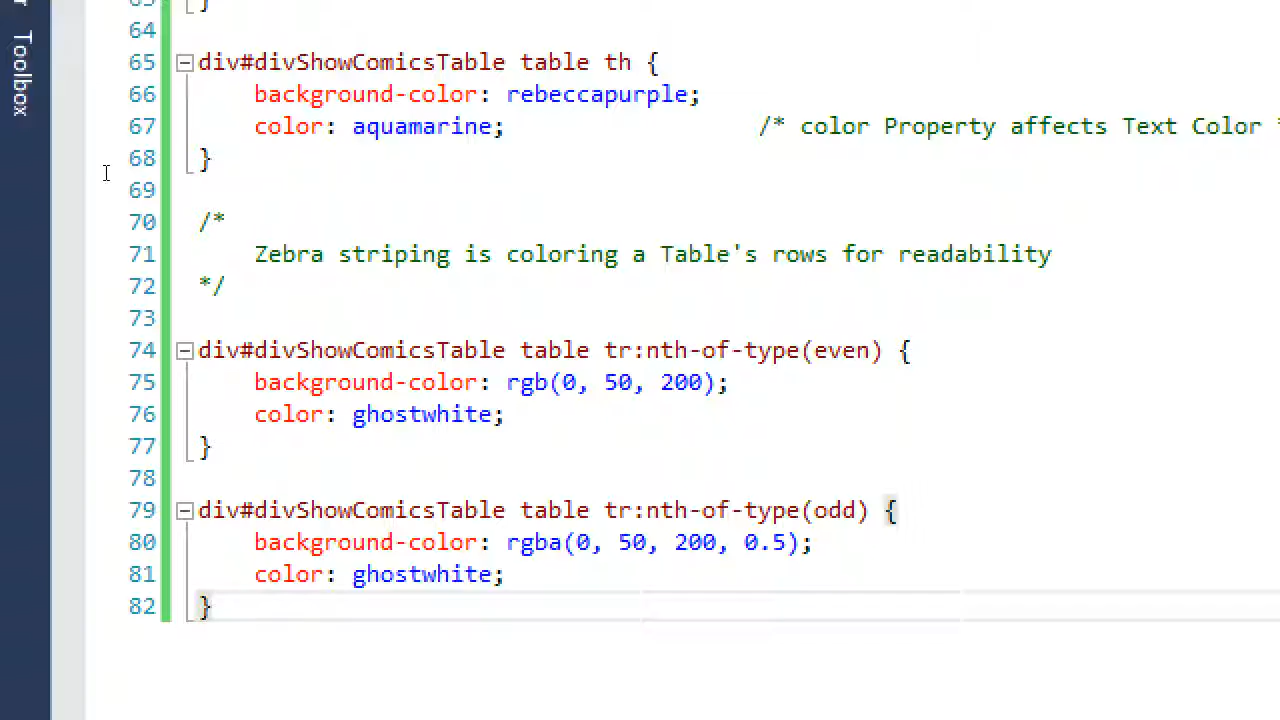 Toolbox
64
65 div#divShowComicsTable table th {
66 background-color: rebeccapurple;
67 color: aquamarine; /* color Property affects Text Color *
68 }
69
70 /*
71 Zebra striping is coloring a Table's rows for readability
72 */
73
74 div#divShowComicsTable table tr:nth-of-type(even) {
75 background-color: rgb(0, 50, 200);
76 color: ghostwhite;
77 }
78
79 div#divShowComicsTable table tr:nth-of-type(odd) {
80 background-color: rgba(0, 50, 200, 0.5);
81 color: ghostwhite;
82 }